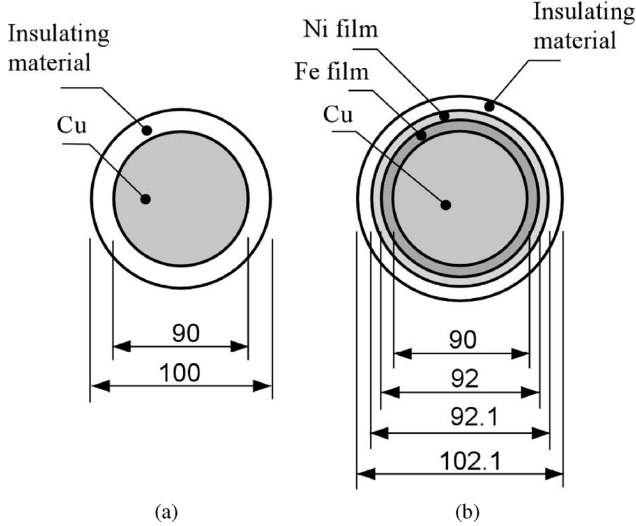 Insulating
material
Cu
90
100
(a)
Ni film
Insulating
material
Fe film
Cu
90
92
92.1
102.1
(b)